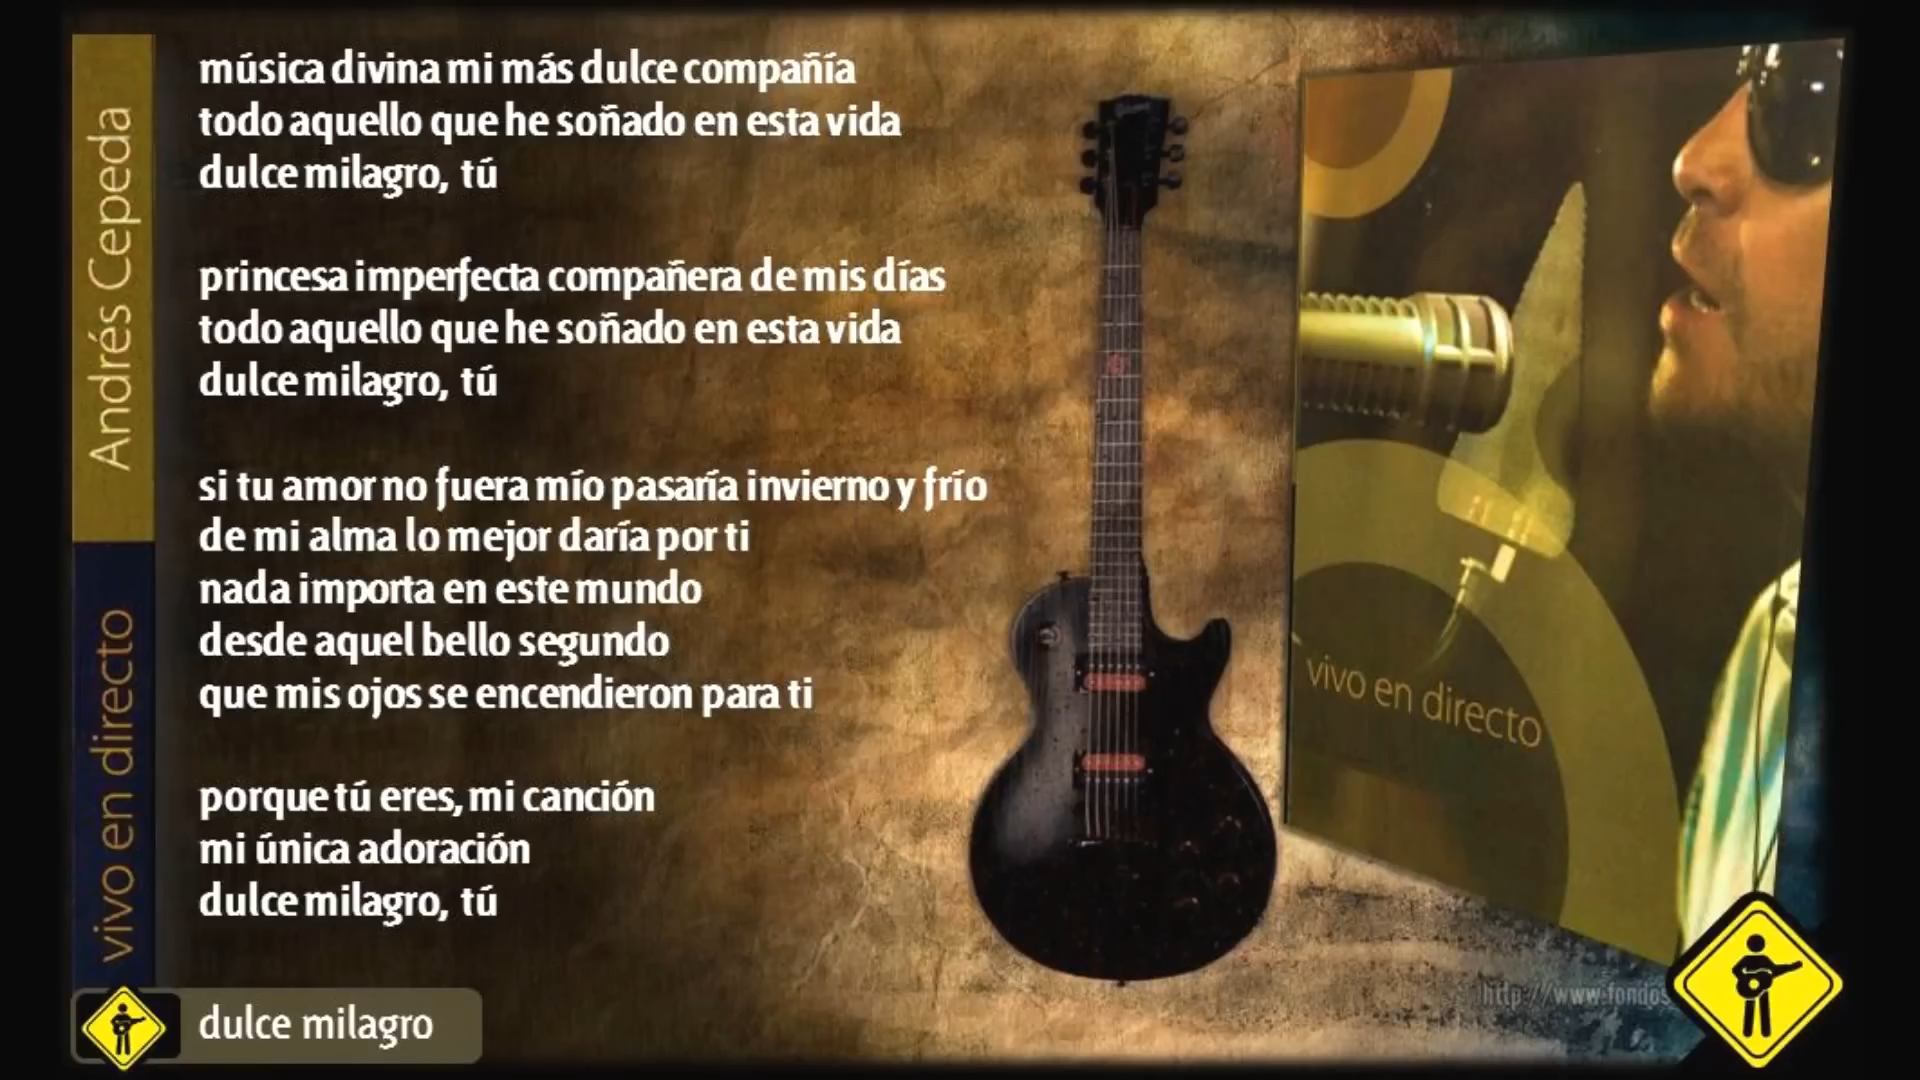 música divina mi más dulce compañía
todo aquello que he soñado en esta vida
dulce milagro, tú
princesa imperfecta compañera de mis días
todo aquello que he soñado en esta vida
dulce milagro, tú
si tu amor no fuera mío pasaría invierno y frío
de mi alma lo mejor daría por ti
nada importa en este mundo
desde aquel bello segundo
que mis ojos se encendieron para ti
porque tú eres, mi canción
mi única adoración
dulce milagro, tú
dulce milagro
Andrés Cepeda
vivo en directo
vivo en directo
http://www.fondos